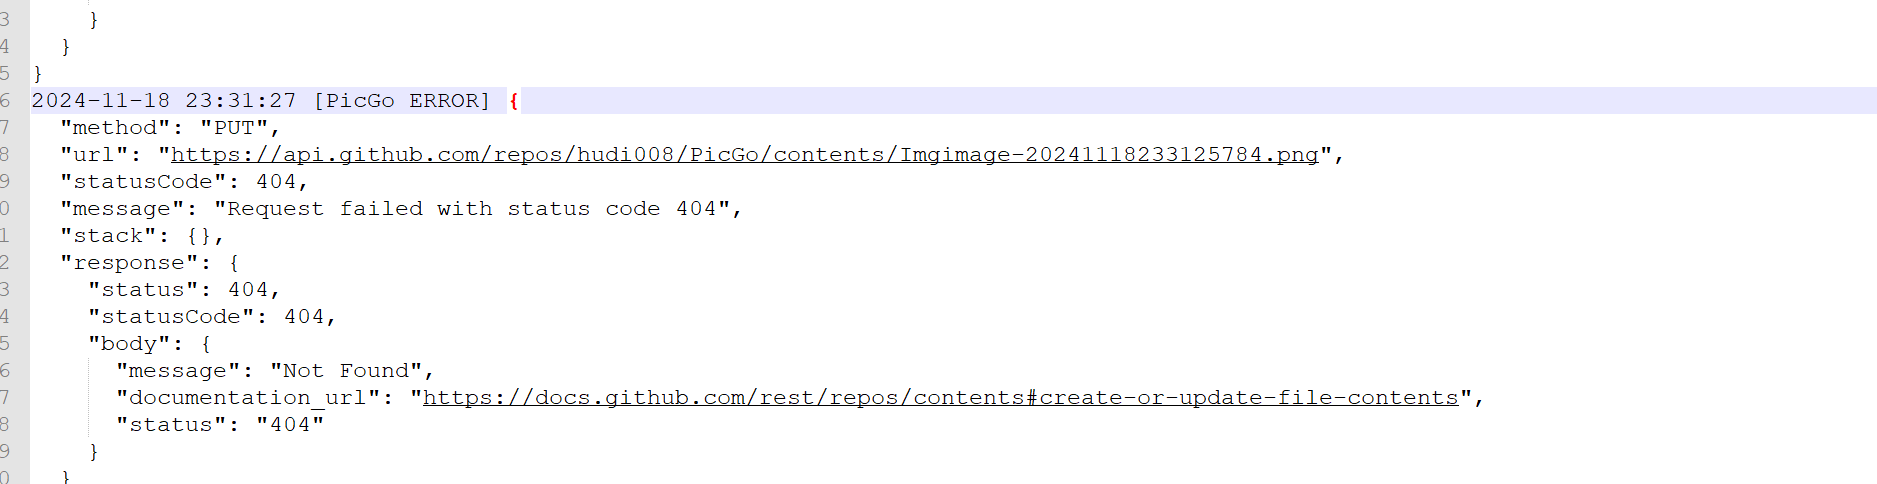 3 }
4 }
5 }
6 2024-11-18 23:31:27 [PicGo ERROR] {
7 "method": "PUT",
8 "url": "https://api.github.com/repos/hudi008/PicGo/contents/Imgimage-20241118233125784.png",
9 "statusCode": 404,
0 "message": "Request failed with status code 404",
1 "stack": {},
2 "response": {
3 "status": 404,
4 "statusCode": 404,
5 "body": {
6 "message": "Not Found",
7 "documentation_url": "https://docs.github.com/rest/repos/contents#create-or-update-file-contents",
8 "status": "404"
9 }
0 }